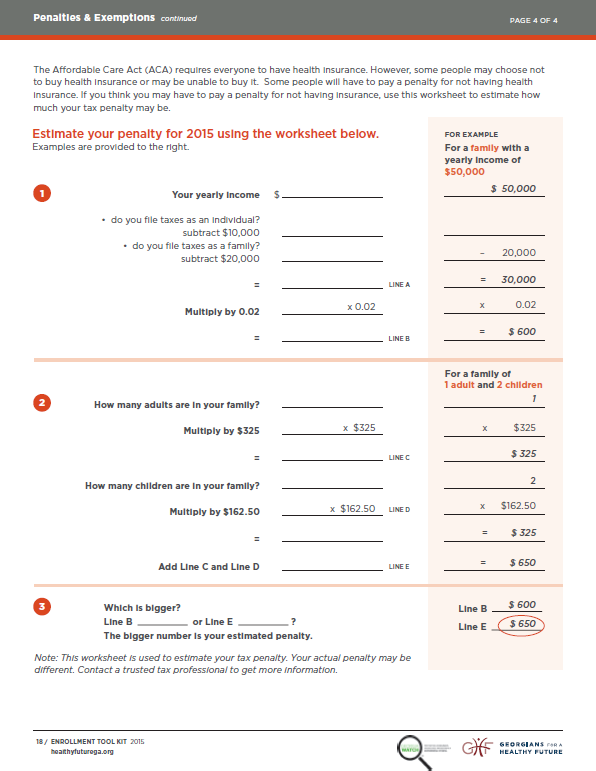 Penalties & Exemptions continued
PAGE 4 OF 4
The Affordable Care Act (ACA) requires everyone to have health insurance. However, some people may choose not
to buy health insurance or may be unable to buy it. Some people will have to pay a penalty for not having health
insurance. If you think you may have to pay a penalty for not having insurance, use this worksheet to estimate how
much your tax penalty may be.
Estimate your penalty for 2015 using the worksheet below.
Examples are provided to the right.
FOR EXAMPLE
For a family with a
yearly income of
$50,000
1
Your yearly income $
$ 50,000
• do you file taxes as an individual?
subtract $10,000
• do you file taxes as a family?
subtract $20,000
– 20,000
= LINE A
= 30,000
Multiply by 0.02 x 0.02
x 0.02
= LINE B
= $ 600
For a family of
1 adult and 2 children
2
How many adults are in your family?
1
Multiply by $325 x $325
x $325
= LINE C
$ 325
How many children are in your family?
2
Multiply by $162.50 x $162.50 LINE D
x $162.50
=
= $ 325
Add Line C and Line D LINE E
= $ 650
3
Which is bigger?
Line B ________ or Line E ________ ?
The bigger number is your estimated penalty.
Line B $ 600
Line E $ 650
Note: This worksheet is used to estimate your tax penalty. Your actual penalty may be
different. Contact a trusted tax professional to get more information.
18 / ENROLLMENT TOOL KIT 2015
healthyfuturega.org
WATCH
GHF
GEORGIANS FOR A
HEALTHY FUTURE